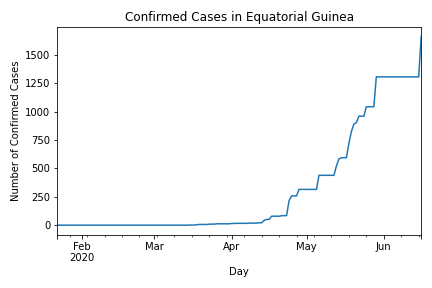 Confirmed Cases in Equatorial Guinea
Number of Confirmed Cases
1500
1250
1000
750
500
250
0
Feb
2020
Mar
Apr
May
Jun
Day